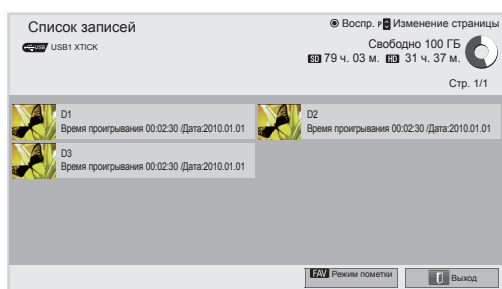 Список записей
Воспр. P Изменение страницы
USB USB1 XTICK
Свободно 100 ГБ
SD 79 ч. 03 м. HD 31 ч. 37 м.
Стр. 1/1
D1
Время проигрывания 00:02:30 /Дата:2010.01.01
D2
Время проигрывания 00:02:30 /Дата:2010.01.01
D3
Время проигрывания 00:02:30 /Дата:2010.01.01
FAV Режим пометки
Выход